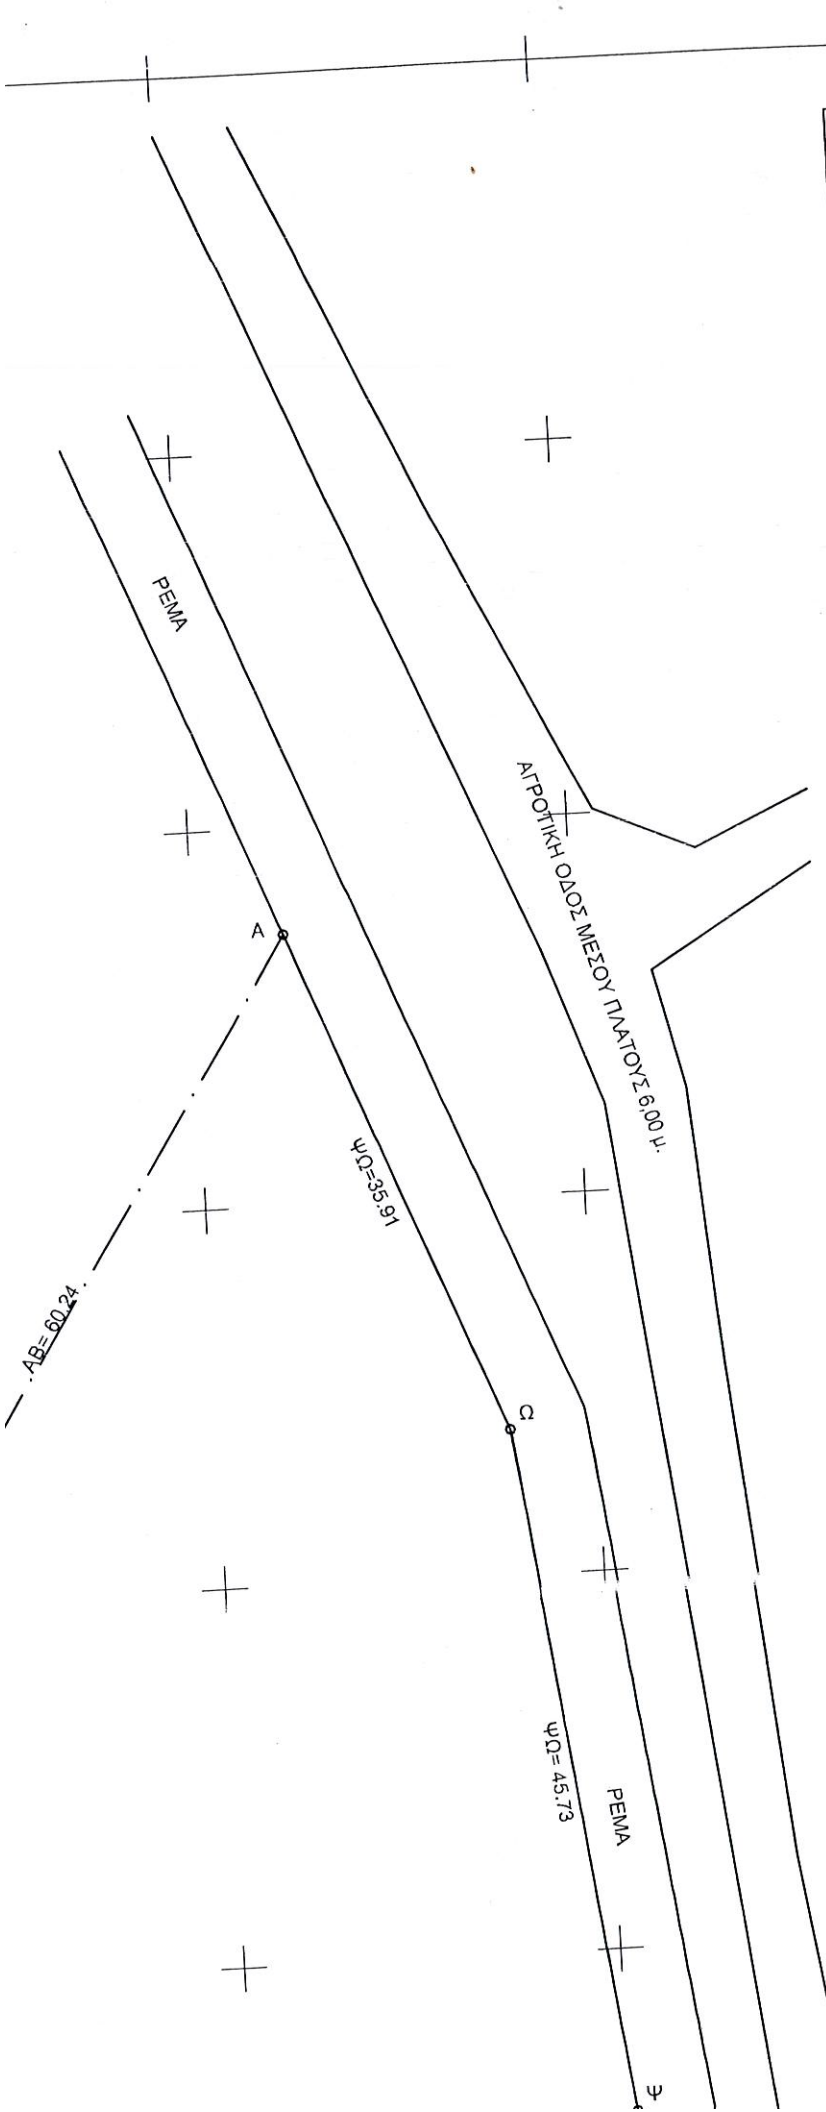 ΡΕΜΑ
ΑΓΡΟΤΙΚΗ ΟΔΟΣ ΜΕΣΟΥ ΠΛΑΤΟΥΣ 6,00 μ.
Α
ΨΩ=35.91
ΑΒ= 60.24
Ω
ΨΩ= 45.73
ΡΕΜΑ
Ψ